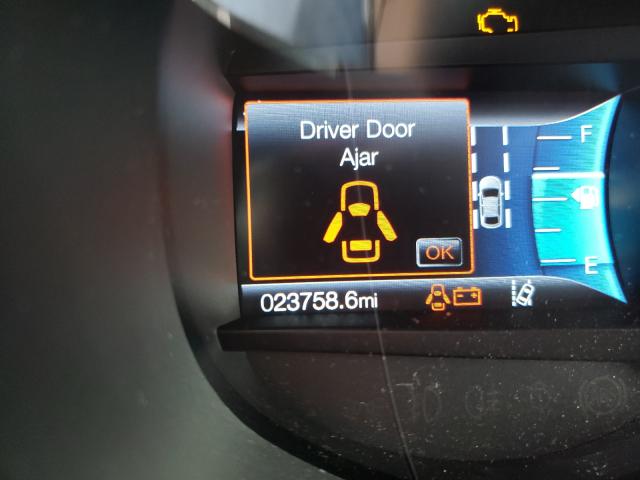 Driver Door
Ajar
F
OK
E
023758.6mi